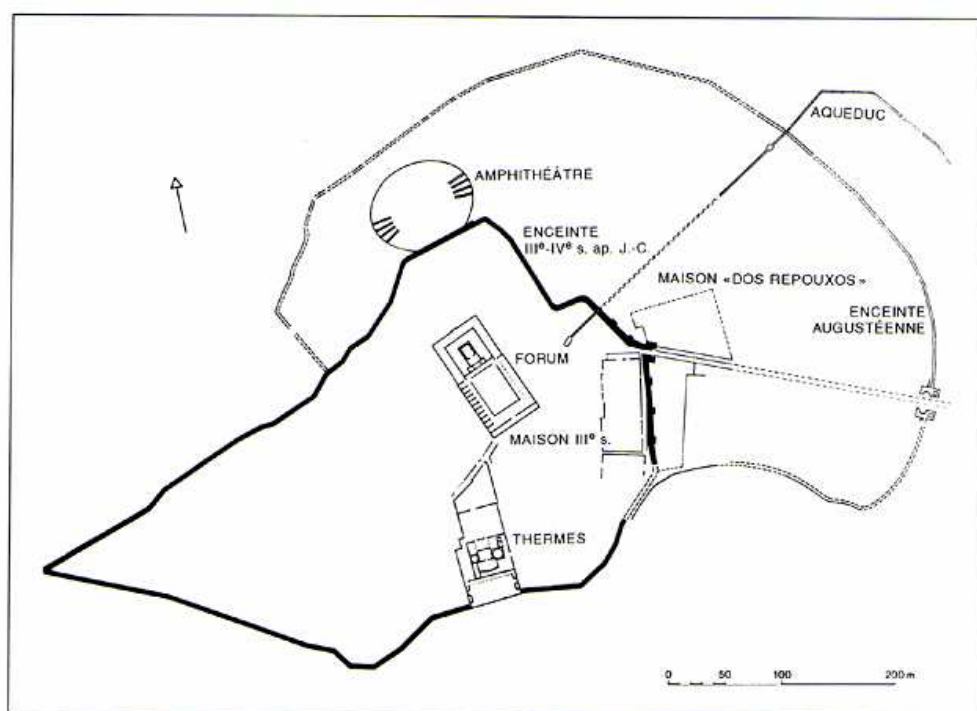 AQUEDUC
AMPHITHÉÂTRE
ENCEINTE
IIIe-IVe s. ap. J.-C.
MAISON «DOS REPOUXOS»
ENCEINTE
AUGUSTÉENNE
FORUM
MAISON IIIe s.
THERMES
0 50 100 200 m